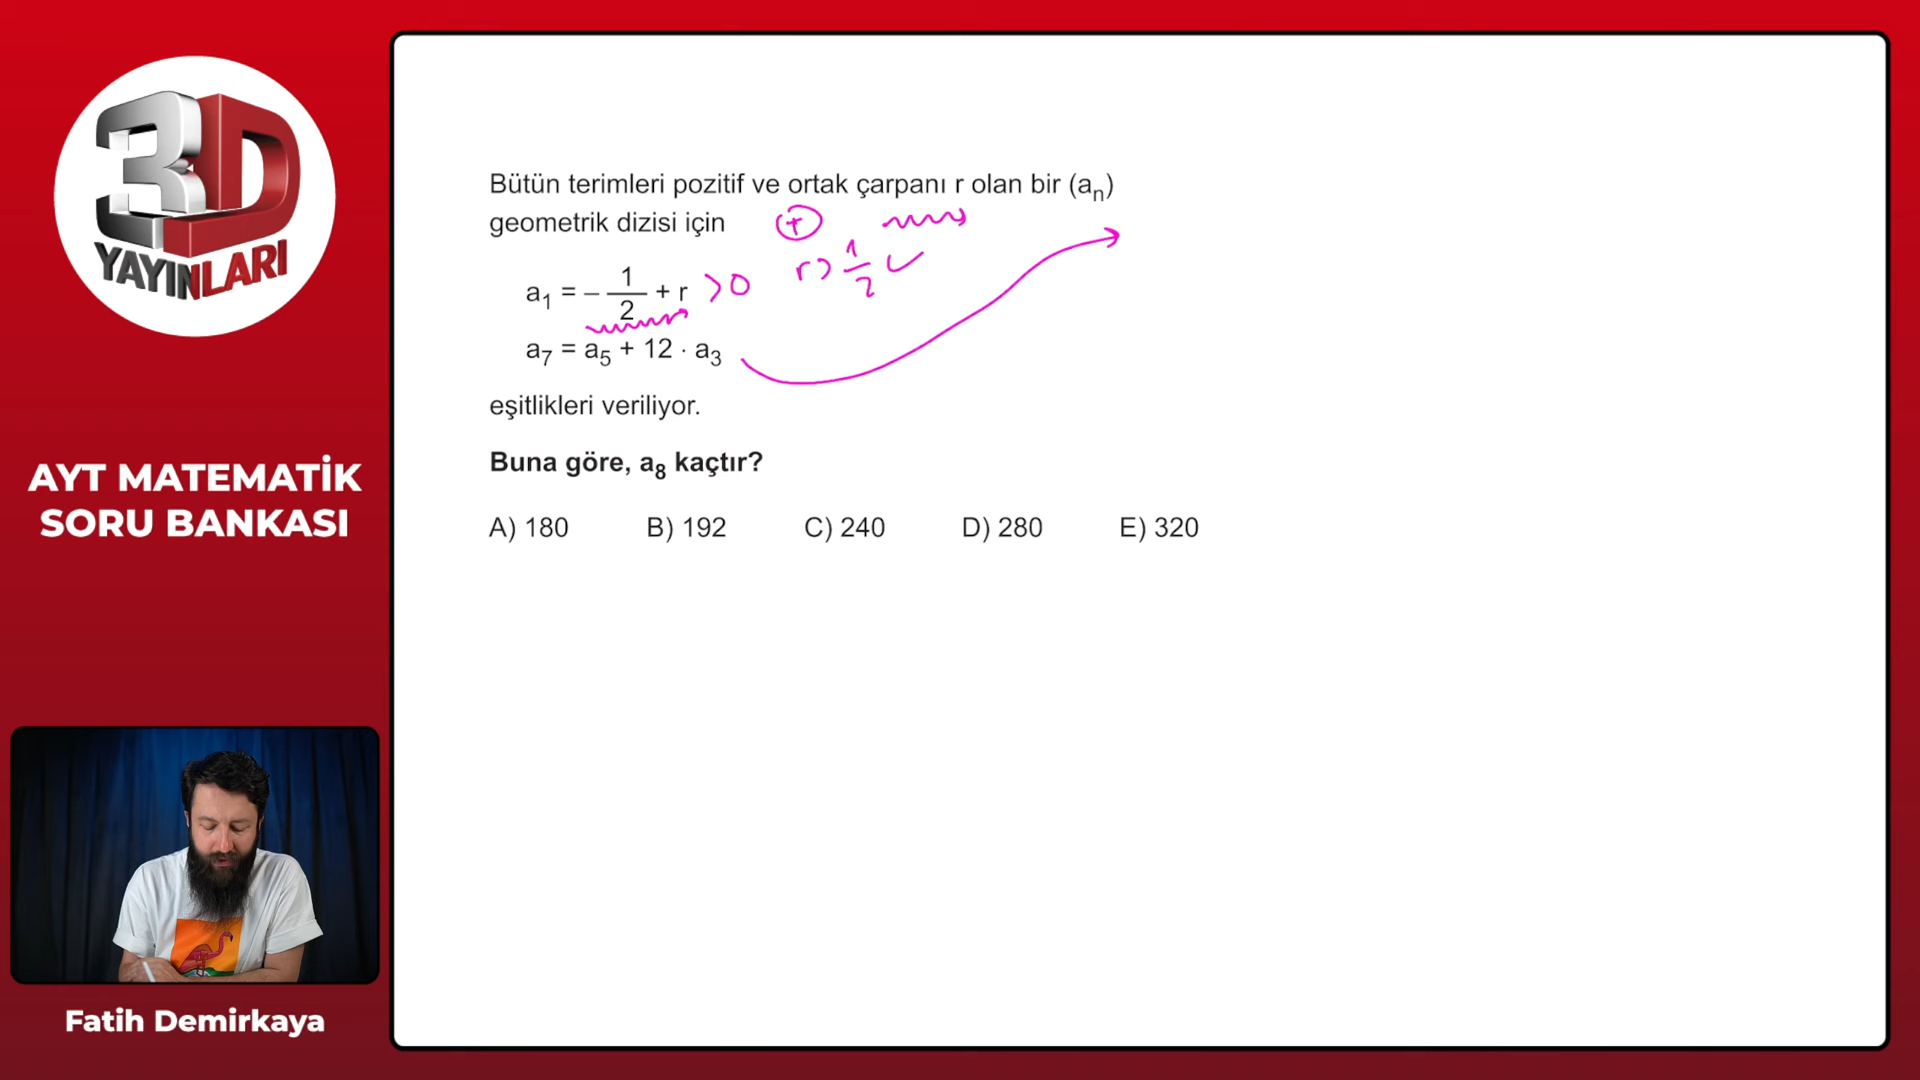 3D
YAYINLARI
AYT MATEMATİK
SORU BANKASI
Fatih Demirkaya
Bütün terimleri pozitif ve ortak çarpanı r olan bir (aₙ)
geometrik dizisi için
+
a₁ = – 1/2 + r > 0
r > 1/2
a₇ = a₅ + 12 · a₃
eşitlikleri veriliyor.
Buna göre, a₈ kaçtır?
A) 180 B) 192 C) 240 D) 280 E) 320